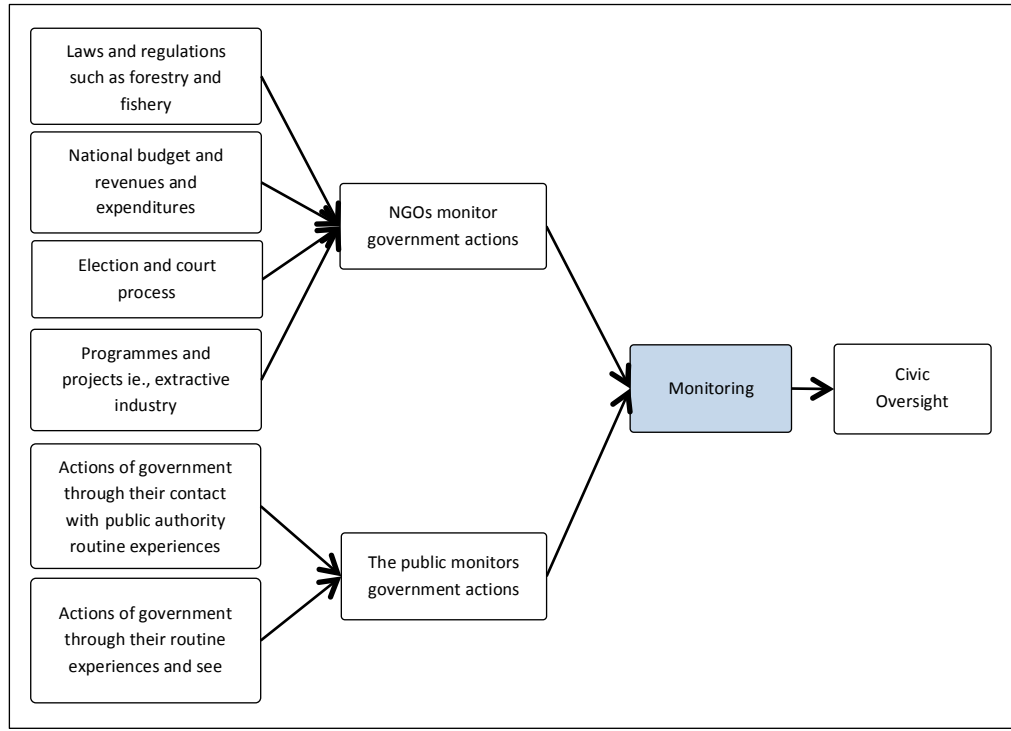 Laws and regulations
such as forestry and
fishery
National budget and
revenues and
expenditures
Election and court
process
Programmes and
projects ie., extractive
industry
Actions of government
through their contact
with public authority
routine experiences
Actions of government
through their routine
experiences and see
NGOs monitor
government actions
The public monitors
government actions
Monitoring
Civic
Oversight